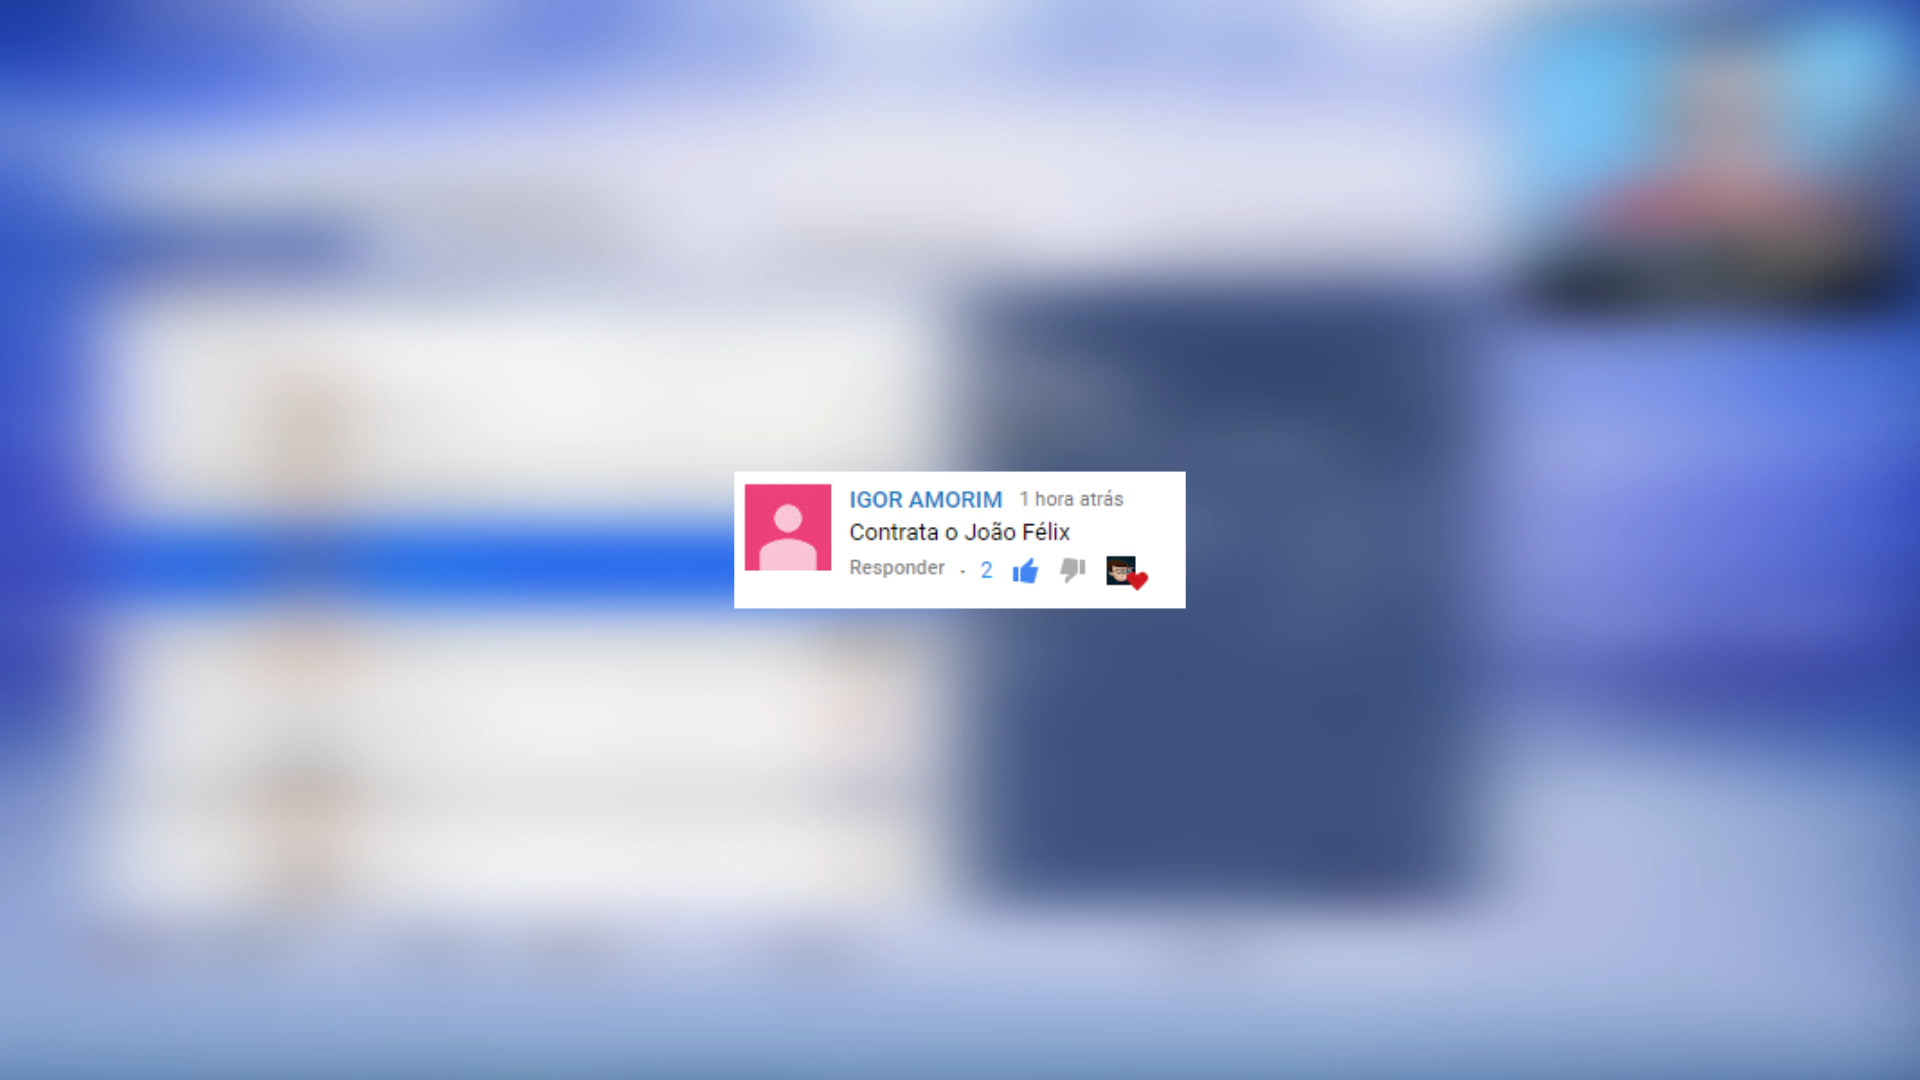 IGOR AMORIM 1 hora atrás
Contrata o João Félix
Responder · 2